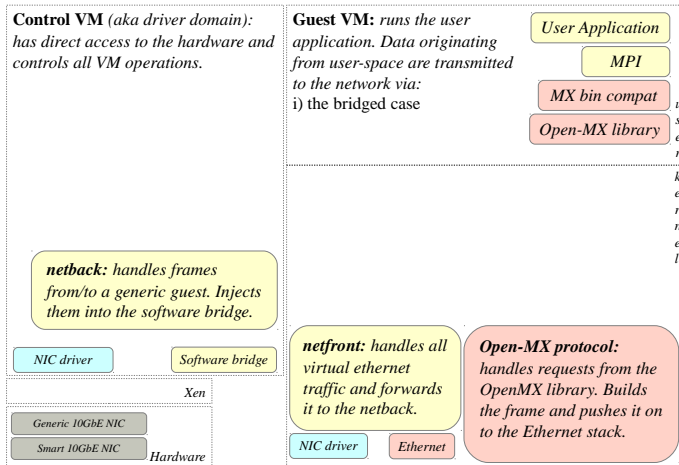 Control VM (aka driver domain):
has direct access to the hardware and
controls all VM operations.
netback: handles frames
from/to a generic guest. Injects
them into the software bridge.
NIC driver
Software bridge
Xen
Generic 10GbE NIC
Smart 10GbE NIC
Hardware
Guest VM: runs the user
application. Data originating
from user-space are transmitted
to the network via:
i) the bridged case
User Application
MPI
MX bin compat
Open-MX library
k
e
r
n
e
l
netfront: handles all
virtual ethernet
traffic and forwards
it to the netback.
NIC driver
Ethernet
Open-MX protocol:
handles requests from the
OpenMX library. Builds
the frame and pushes it on
to the Ethernet stack.